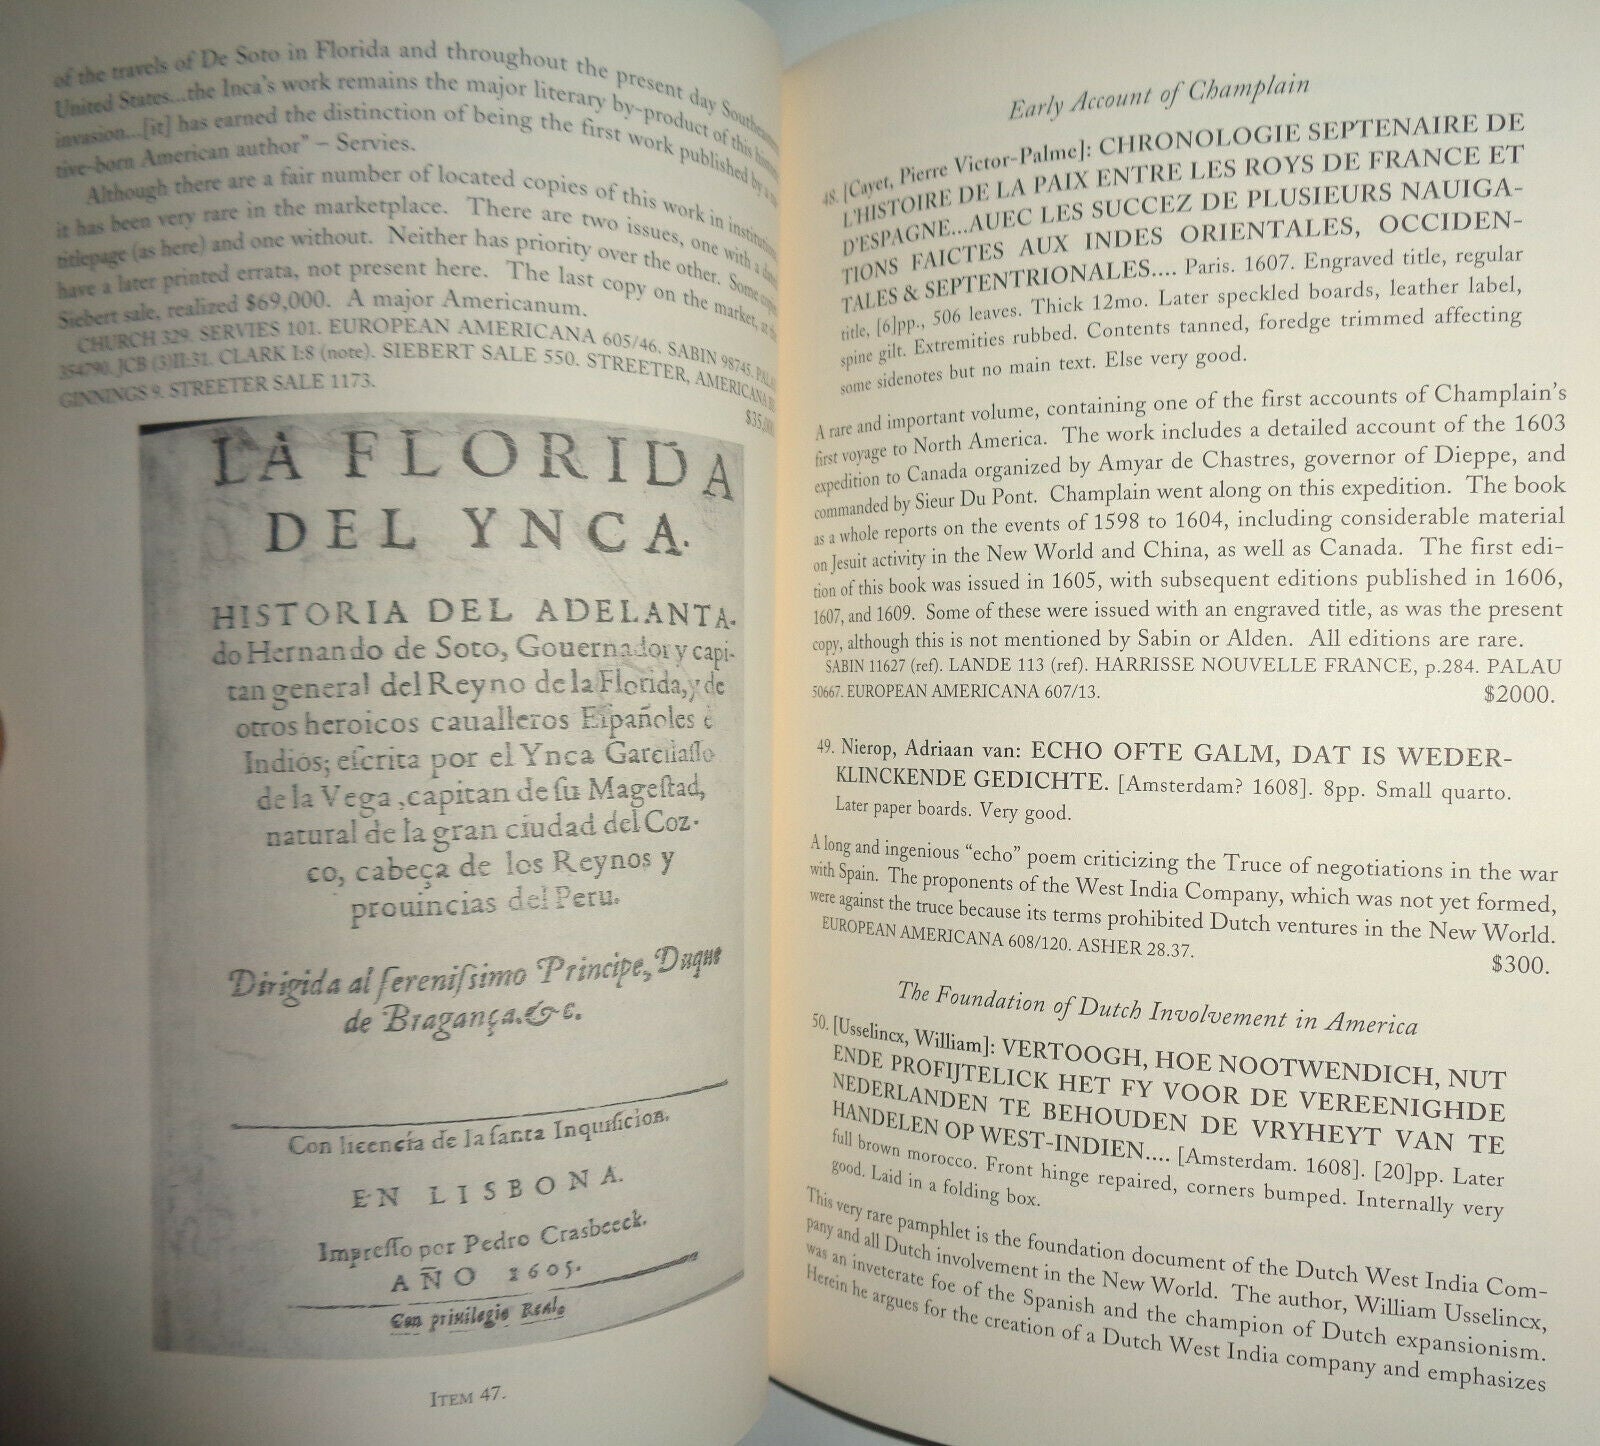 of the travels of De Soto in Florida and throughout the present day Southeastern
United States...the Inca's work remains the major literary by-product of this
invasion...[it] has earned the distinction of being the first work published by a na-
tive-born American author" – Servies.
Although there are a fair number of located copies of this work in institutions,
it has been very rare in the marketplace. There are two issues, one with a dated
titlepage (as here) and one without. Neither has priority over the other. Some copies
have a later printed errata, not present here. The last copy on the market, at the
Siebert sale, realized $69,000. A major Americanum.
CHURCH 329. SERVIES 101. EUROPEAN AMERICANA 605/46. SABIN 98745. PALAU
354790. JCB (3)II:31. CLARK I:8 (note). SIEBERT SALE 550. STREETER, AMERICANA BE-
GINNINGS 9. STREETER SALE 1173.
$35,000.
LA FLORIDA
DEL YNCA.
HISTORIA DEL ADELANTA-
do Hernando de Soto, Gouernador y capi-
tan general del Reyno de la Florida, y de
otros heroicos caualleros Españoles è
Indios; eſcrita por el Ynca Garcilaſſo
de la Vega, capitan de ſu Mageſtad,
natural de la gran ciudad del Coz-
co, cabeça de los Reynos y
prouincias del Peru.
Dirigida al ſereniſsimo Principe, Duque
de Bragança. &c.
Con licencia de la ſanta Inquiſicion.
EN LISBONA.
Impreſſo por Pedro Crasbeeck.
AÑO 1605.
Con priuilegio Real.
ITEM 47.
Early Account of Champlain
48. [Cayet, Pierre Victor-Palme]: CHRONOLOGIE SEPTENAIRE DE
L'HISTOIRE DE LA PAIX ENTRE LES ROYS DE FRANCE ET
D'ESPAGNE...AUEC LES SUCCEZ DE PLUSIEURS NAUIGA-
TIONS FAICTES AUX INDES ORIENTALES, OCCIDEN-
TALES & SEPTENTRIONALES.... Paris. 1607. Engraved title, regular
title, [6]pp., 506 leaves. Thick 12mo. Later speckled boards, leather label,
spine gilt. Extremities rubbed. Contents tanned, foredge trimmed affecting
some sidenotes but no main text. Else very good.
A rare and important volume, containing one of the first accounts of Champlain's
first voyage to North America. The work includes a detailed account of the 1603
expedition to Canada organized by Amyar de Chastres, governor of Dieppe, and
commanded by Sieur Du Pont. Champlain went along on this expedition. The book
as a whole reports on the events of 1598 to 1604, including considerable material
on Jesuit activity in the New World and China, as well as Canada. The first edi-
tion of this book was issued in 1605, with subsequent editions published in 1606,
1607, and 1609. Some of these were issued with an engraved title, as was the present
copy, although this is not mentioned by Sabin or Alden. All editions are rare.
SABIN 11627 (ref). LANDE 113 (ref). HARRISSE NOUVELLE FRANCE, p.284. PALAU
50667. EUROPEAN AMERICANA 607/13. $2000.
49. Nierop, Adriaan van: ECHO OFTE GALM, DAT IS WEDER-
KLINCKENDE GEDICHTE. [Amsterdam? 1608]. 8pp. Small quarto.
Later paper boards. Very good.
A long and ingenious "echo" poem criticizing the Truce of negotiations in the war
with Spain. The proponents of the West India Company, which was not yet formed,
were against the truce because its terms prohibited Dutch ventures in the New World.
EUROPEAN AMERICANA 608/120. ASHER 28.37. $300.
The Foundation of Dutch Involvement in America
50. [Usselincx, William]: VERTOOGH, HOE NOOTWENDICH, NUT
ENDE PROFIJTELICK HET FY VOOR DE VEREENIGHDE
NEDERLANDEN TE BEHOUDEN DE VRYHEYT VAN TE
HANDELEN OP WEST-INDIEN.... [Amsterdam. 1608]. [20]pp. Later
full brown morocco. Front hinge repaired, corners bumped. Internally very
good. Laid in a folding box.
This very rare pamphlet is the foundation document of the Dutch West India Com-
pany and all Dutch involvement in the New World. The author, William Usselincx,
was an inveterate foe of the Spanish and the champion of Dutch expansionism.
Herein he argues for the creation of a Dutch West India company and emphasizes